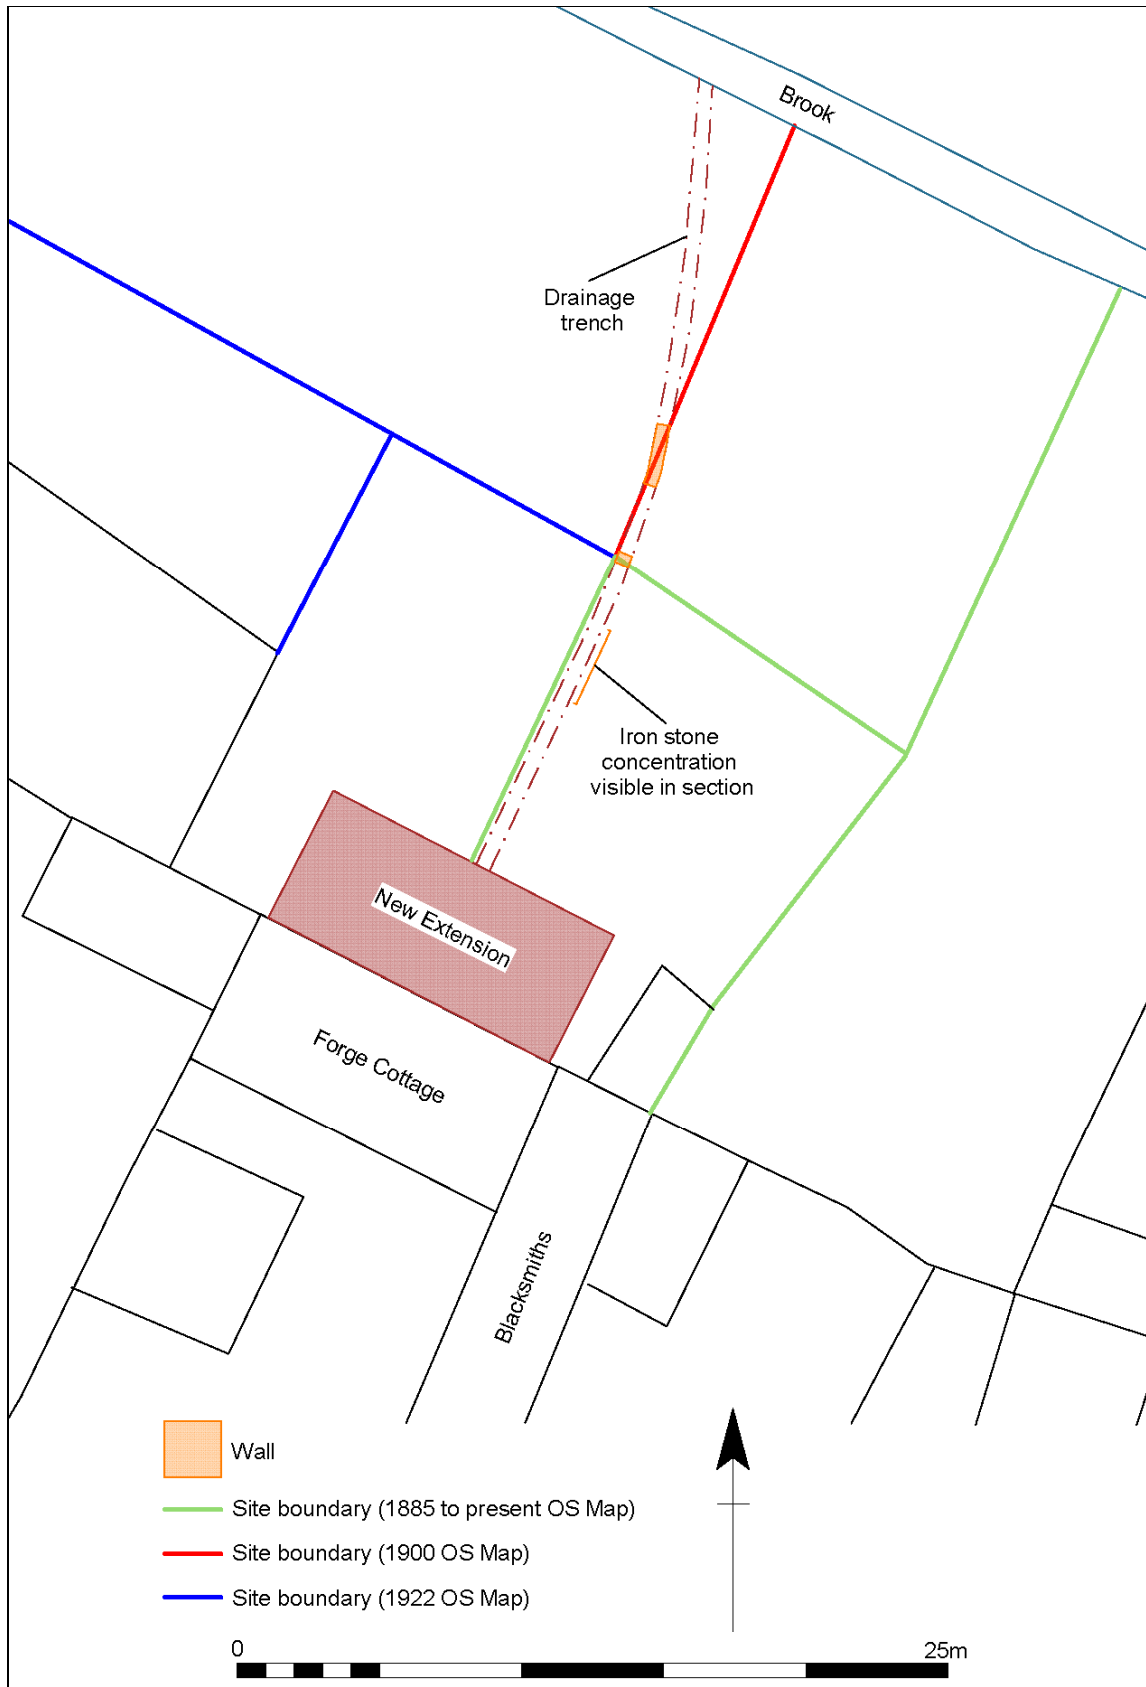 Brook
Drainage
trench
Iron stone
concentration
visible in section
New Extension
Forge Cottage
Blacksmiths
Wall
Site boundary (1885 to present OS Map)
Site boundary (1900 OS Map)
Site boundary (1922 OS Map)
0 25m